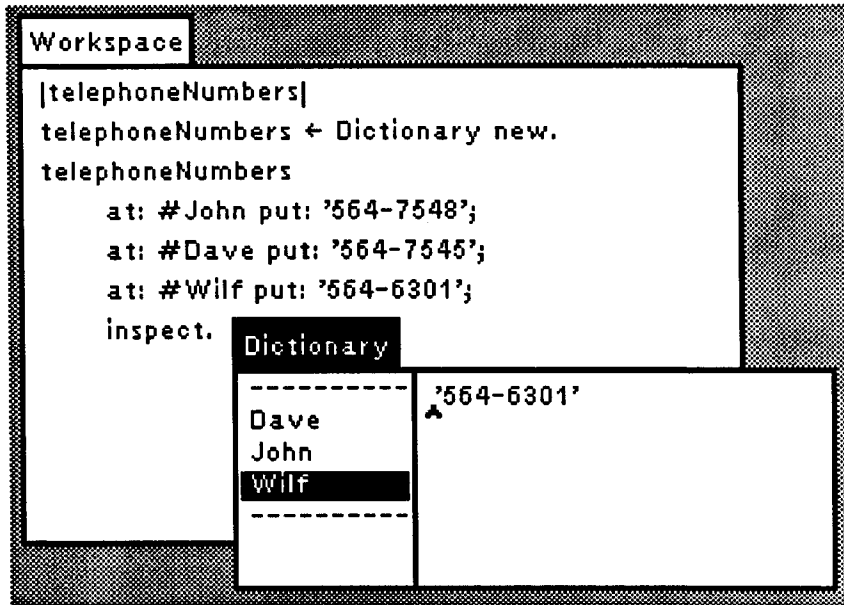 Workspace
|telephoneNumbers|
telephoneNumbers ← Dictionary new.
telephoneNumbers
at: #John put: '564-7548';
at: #Dave put: '564-7545';
at: #Wilf put: '564-6301';
inspect.
Dictionary
----------
Dave
John
Wilf
----------
'564-6301'